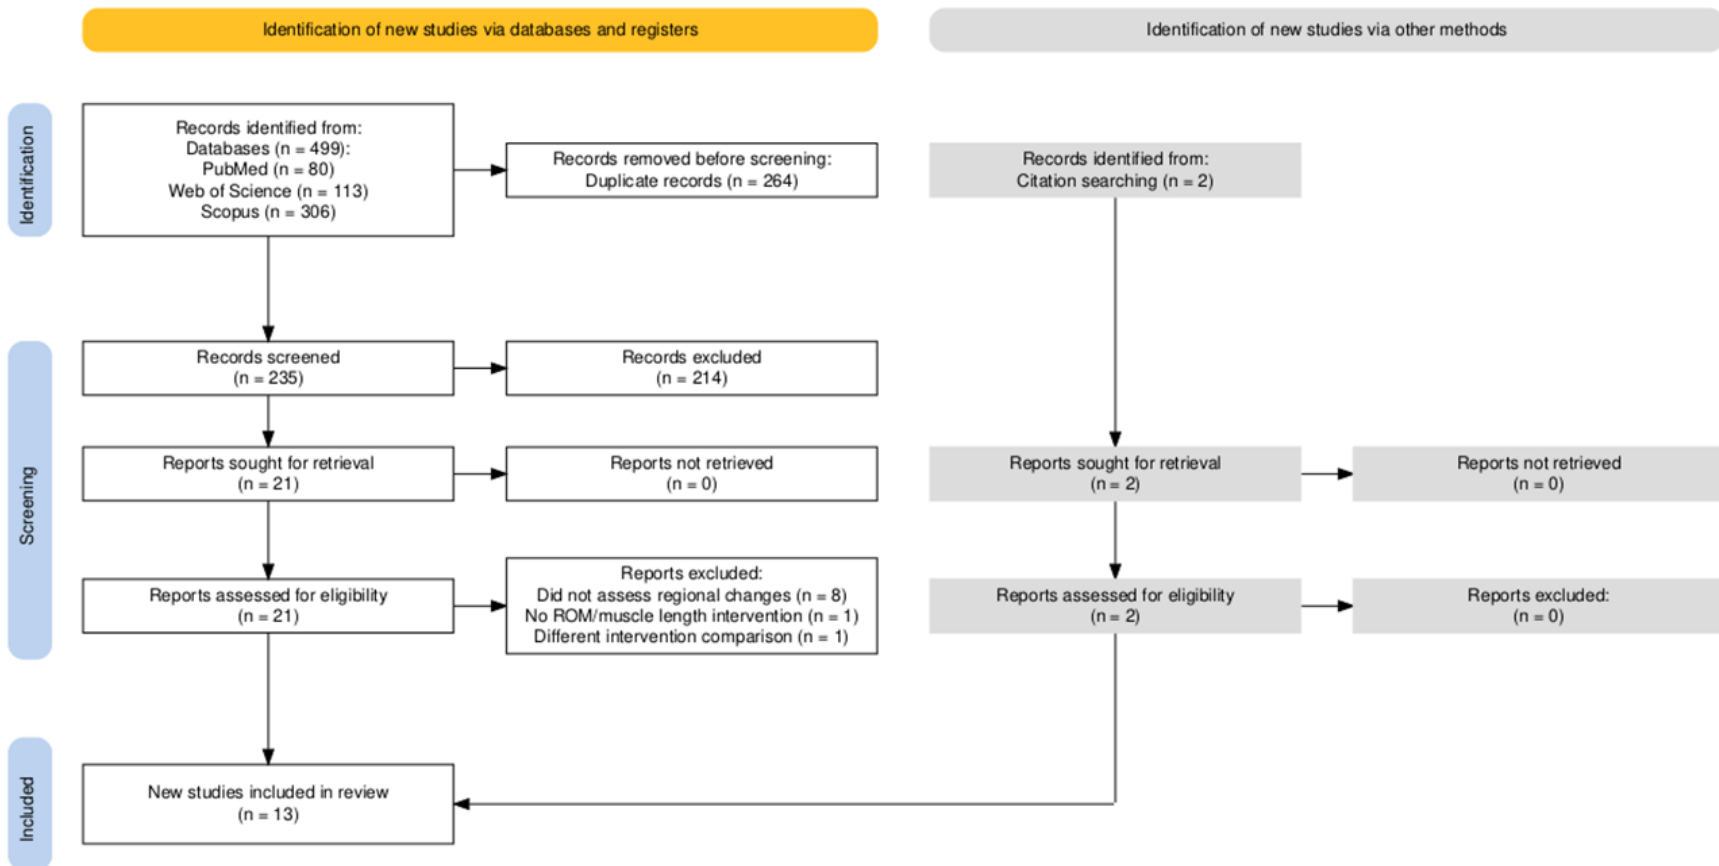 Identification of new studies via databases and registers
Identification of new studies via other methods
Identification
Records identified from:
Databases (n = 499):
PubMed (n = 80)
Web of Science (n = 113)
Scopus (n = 306)
Records removed before screening:
Duplicate records (n = 264)
Records identified from:
Citation searching (n = 2)
Screening
Records screened
(n = 235)
Records excluded
(n = 214)
Reports sought for retrieval
(n = 21)
Reports not retrieved
(n = 0)
Reports sought for retrieval
(n = 2)
Reports not retrieved
(n = 0)
Reports assessed for eligibility
(n = 21)
Reports excluded:
Did not assess regional changes (n = 8)
No ROM/muscle length intervention (n = 1)
Different intervention comparison (n = 1)
Reports assessed for eligibility
(n = 2)
Reports excluded:
(n = 0)
Included
New studies included in review
(n = 13)